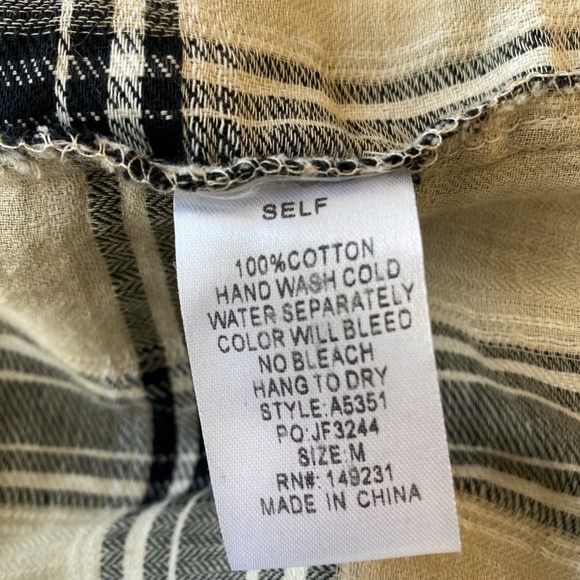 SELF
100%COTTON
HAND WASH COLD
WATER SEPARATELY
COLOR WILL BLEED
NO BLEACH
HANG TO DRY
STYLE:A5351
PO:JF3244
SIZE:M
RN#:149231
MADE IN CHINA